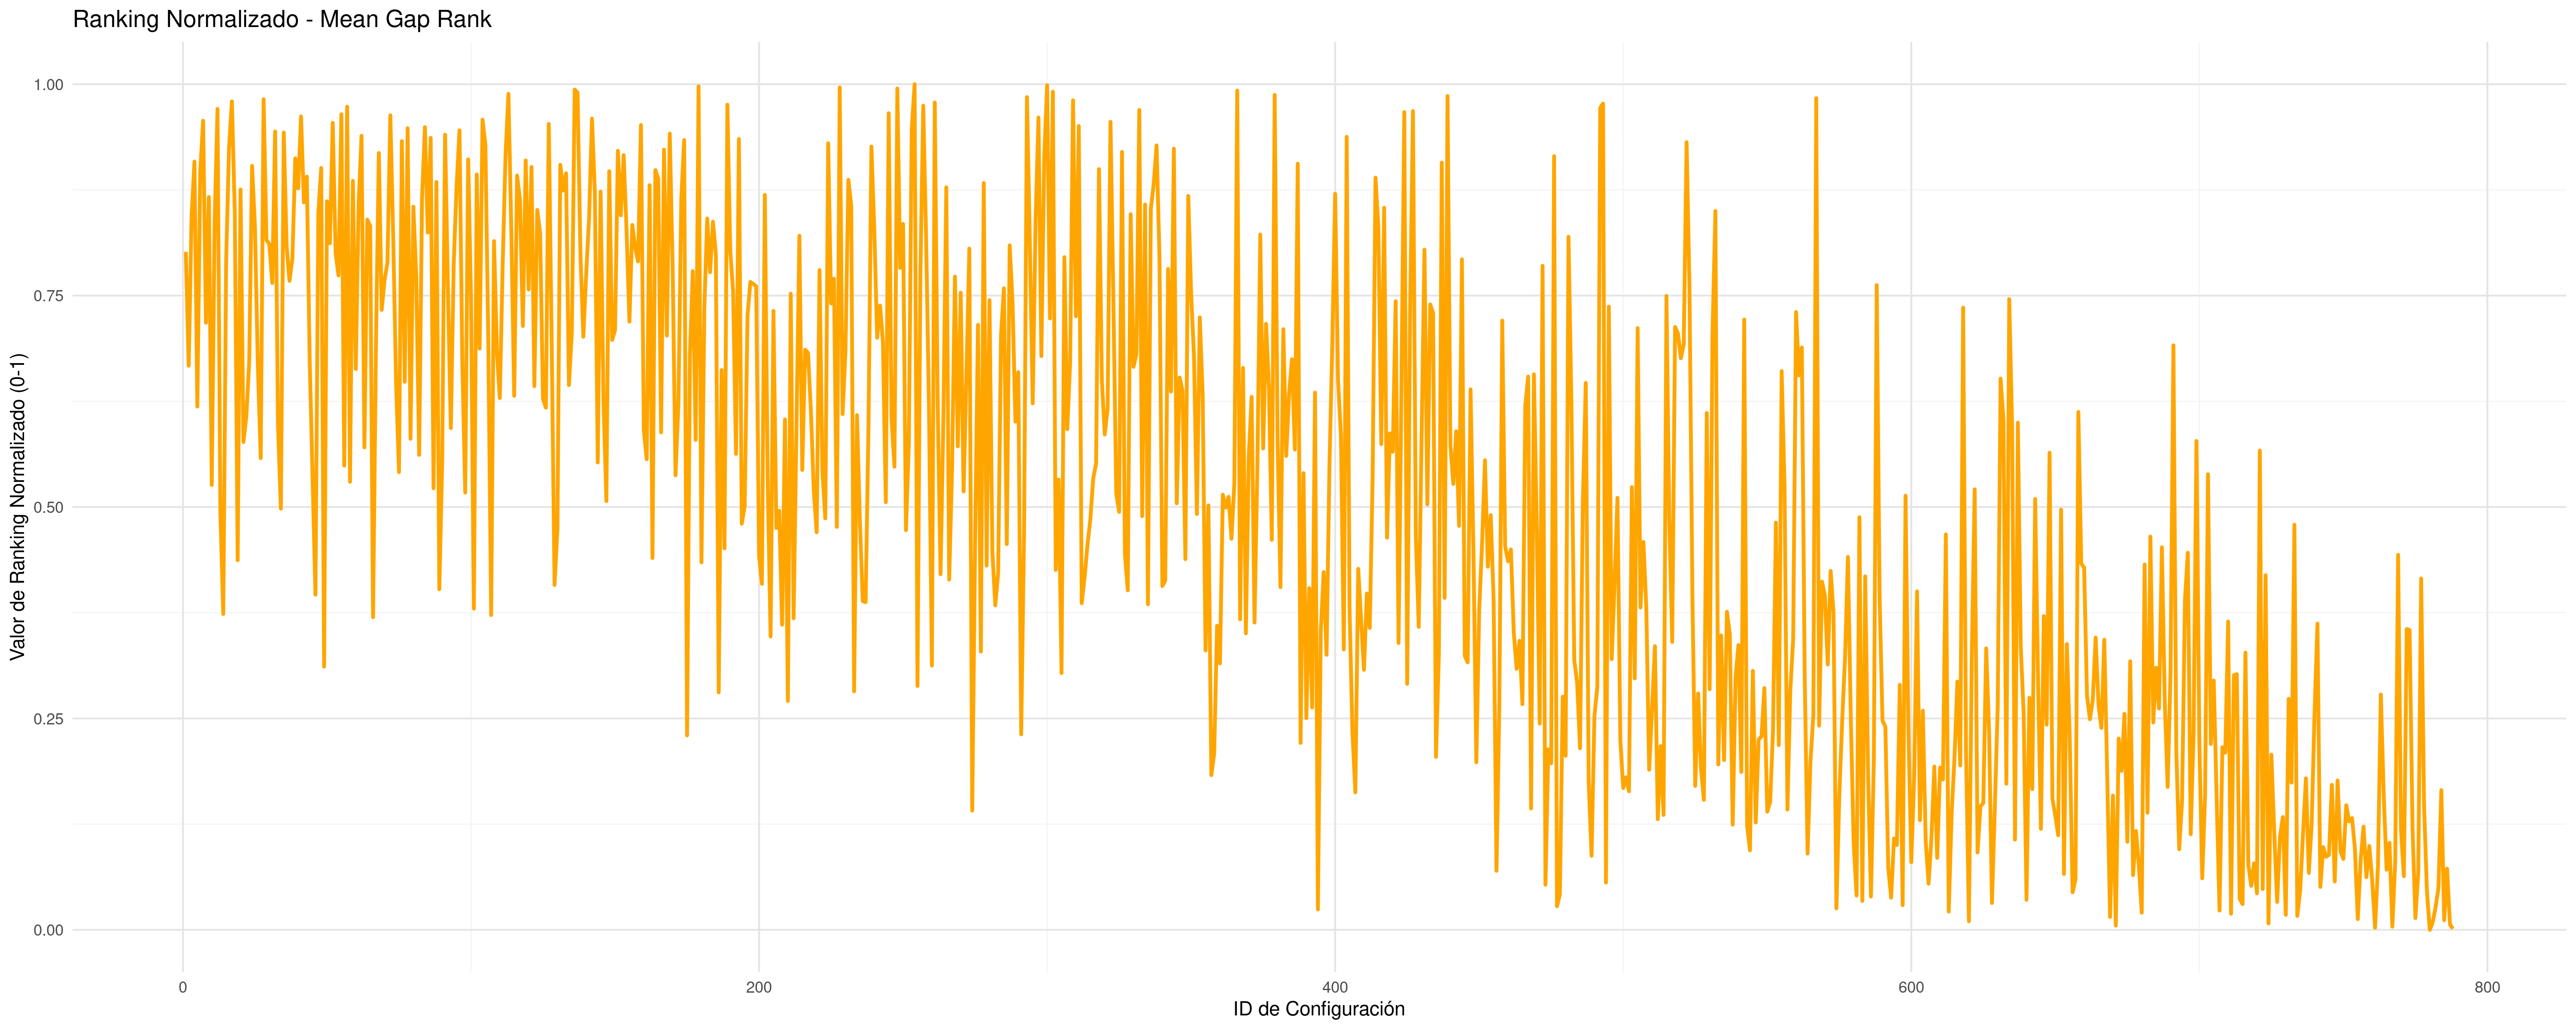 Ranking Normalizado - Mean Gap Rank
Valor de Ranking Normalizado (0-1)
1.00
0.75
0.50
0.25
0.00
0 200 400 600 800
ID de Configuración